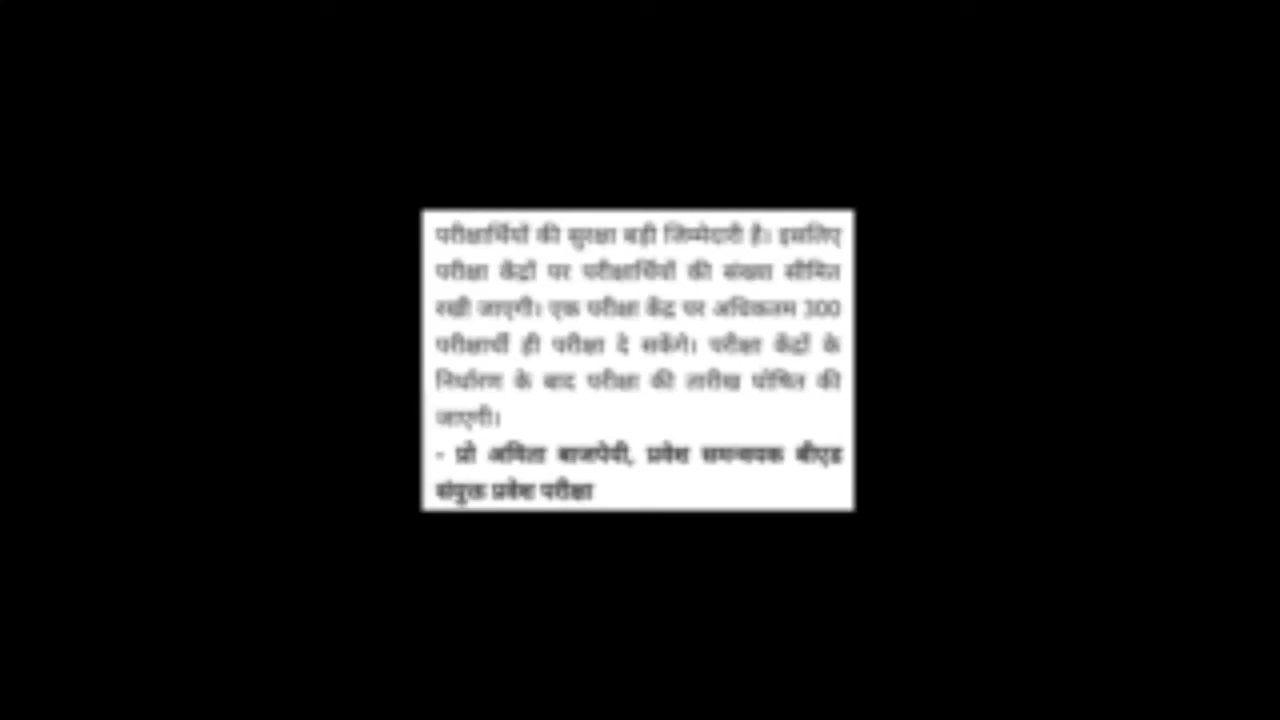 परीक्षार्थियों की सुरक्षा बड़ी जिम्मेदारी है। इसलिए
परीक्षा केंद्रों पर परीक्षार्थियों की संख्या सीमित
रखी जाएगी। एक परीक्षा केंद्र पर अधिकतम 300
परीक्षार्थी ही परीक्षा दे सकेंगे। परीक्षा केंद्रों के
निर्धारण के बाद परीक्षा की तारीख घोषित की
जाएगी।
- प्रो अमिता बाजपेयी, प्रवेश समन्वयक बीएड
संयुक्त प्रवेश परीक्षा